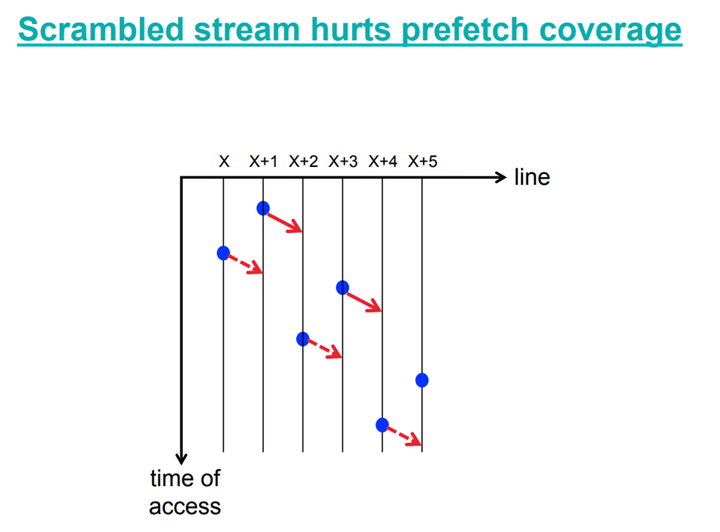 Scrambled stream hurts prefetch coverage
X X+1 X+2 X+3 X+4 X+5
line
time of
access